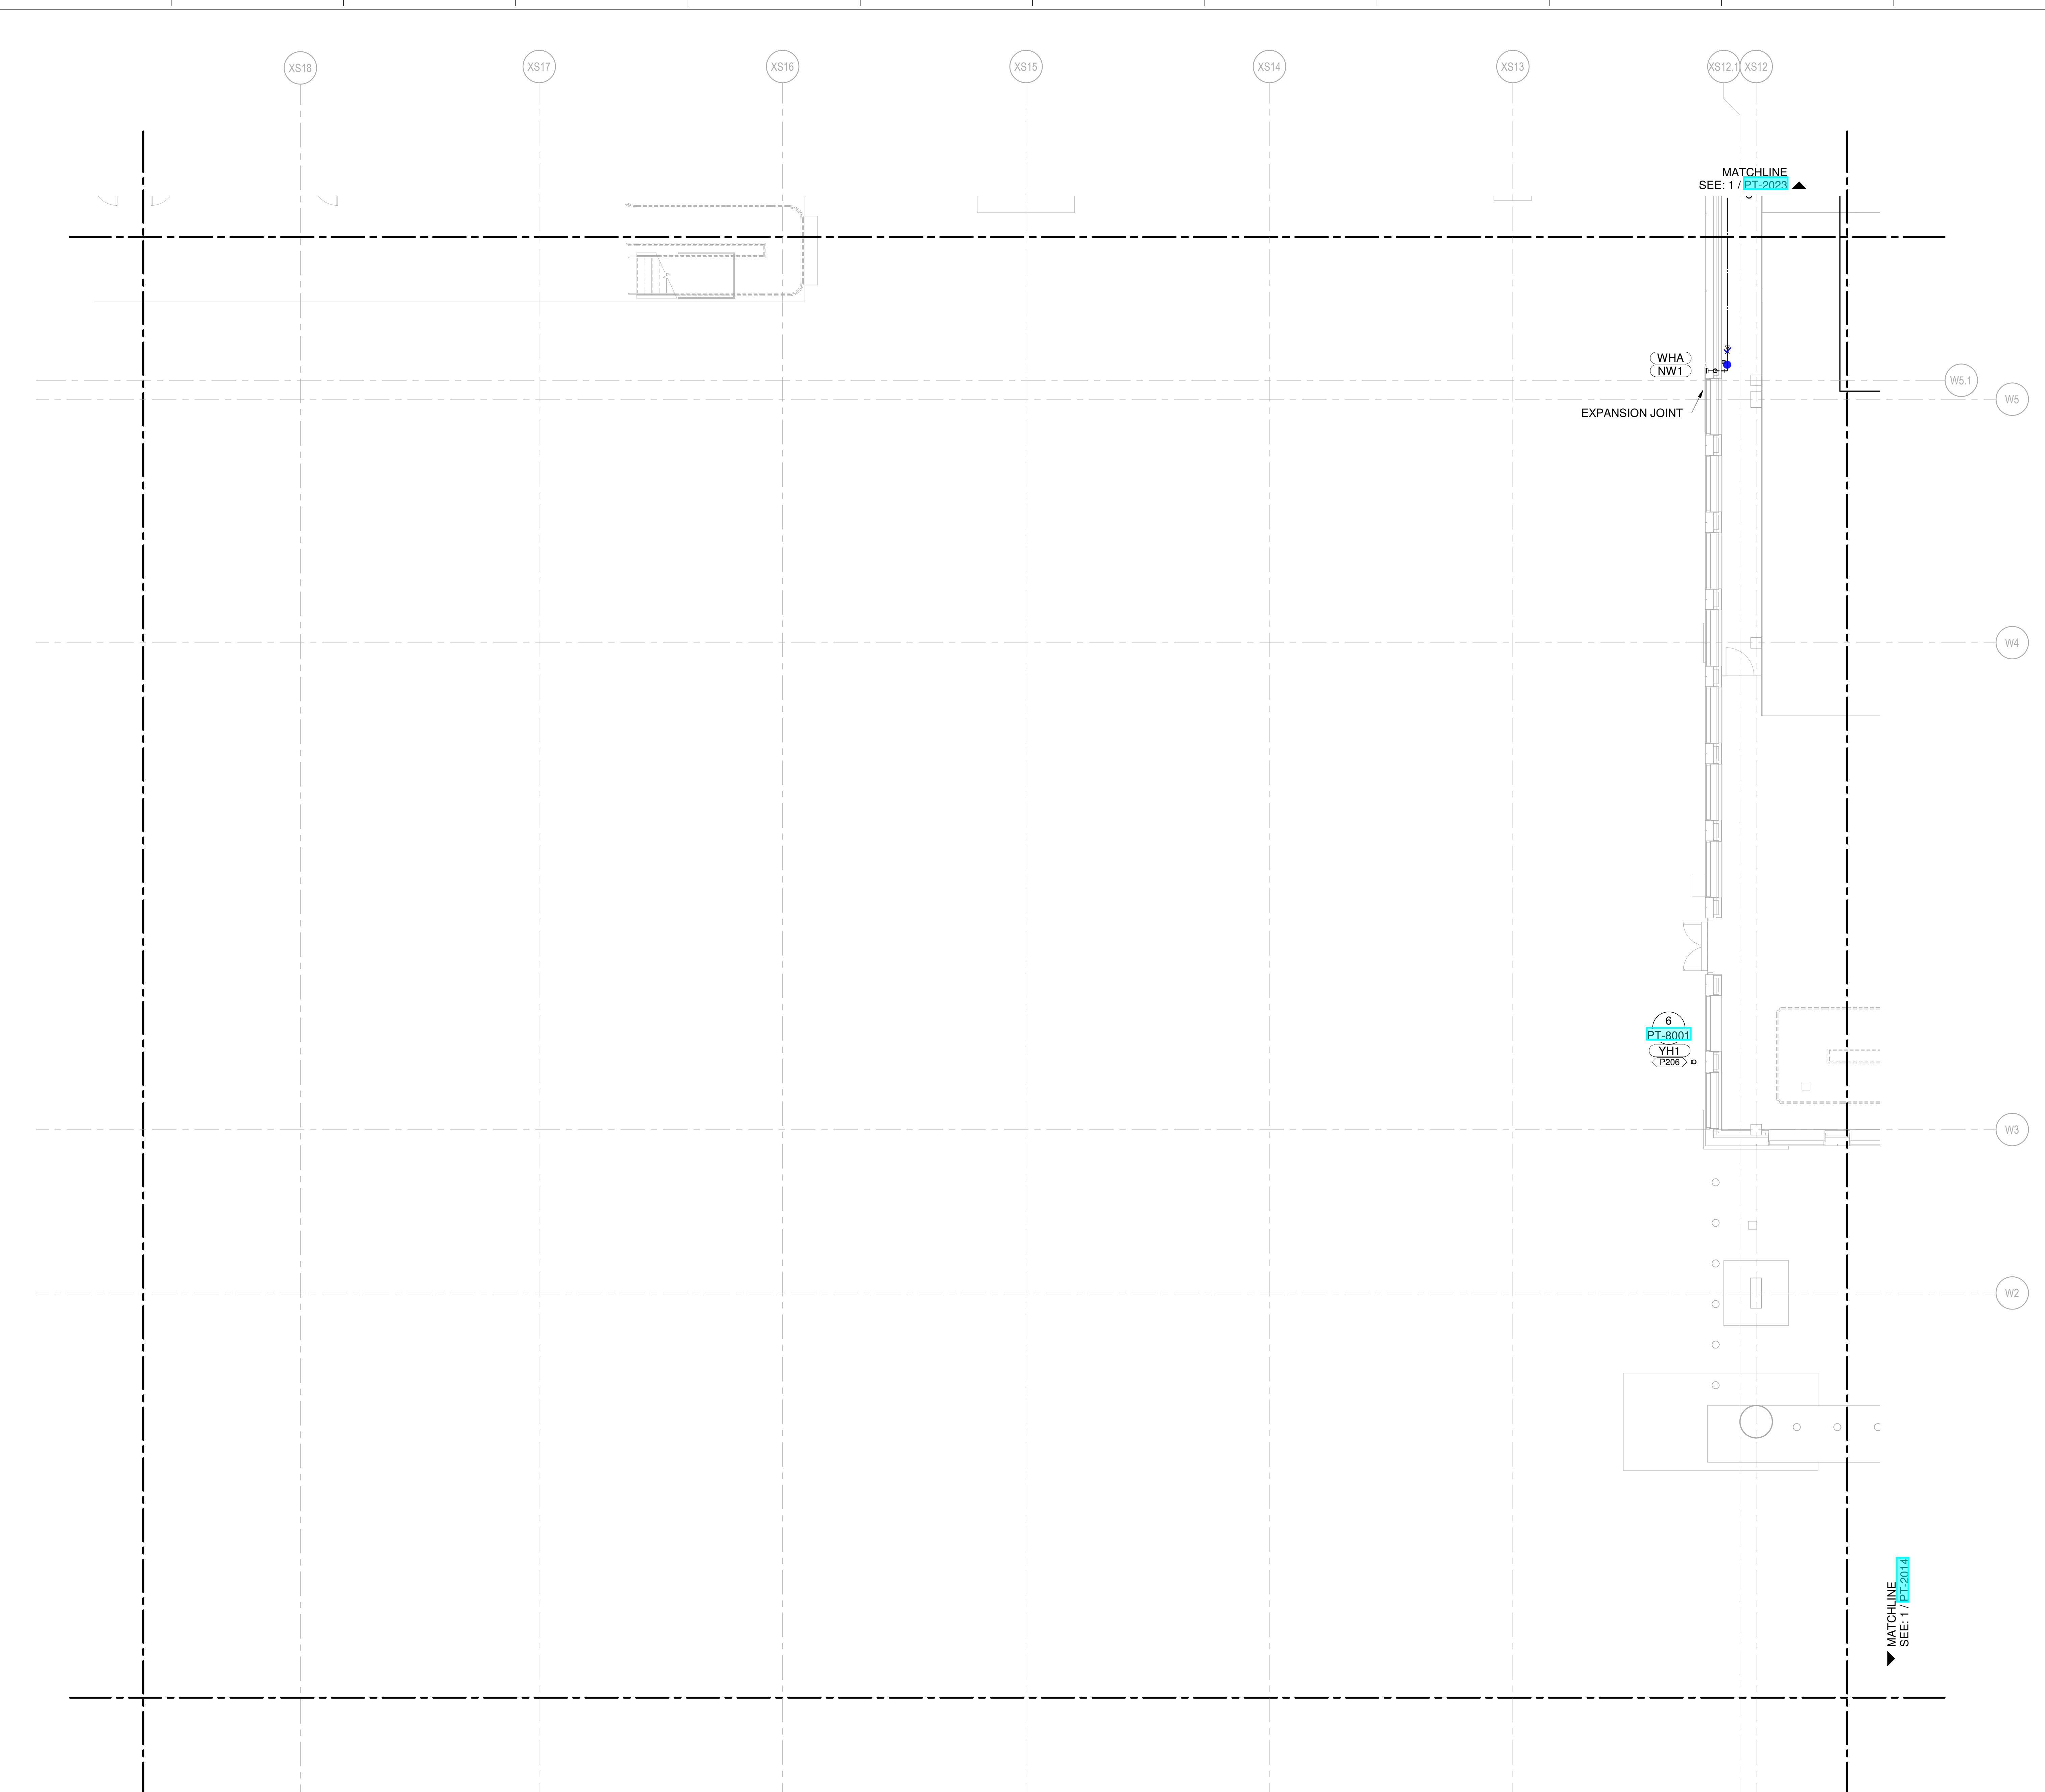 XS18
XS17
XS16
XS15
XS14
XS13
XS12.1
XS12
MATCHLINE
SEE: 1 / PT-2023
WHA
NW1
W5.1
W5
EXPANSION JOINT
W4
6
PT-8001
YH1
P206
W3
W2
MATCHLINE
SEE: 1 / PT-2014